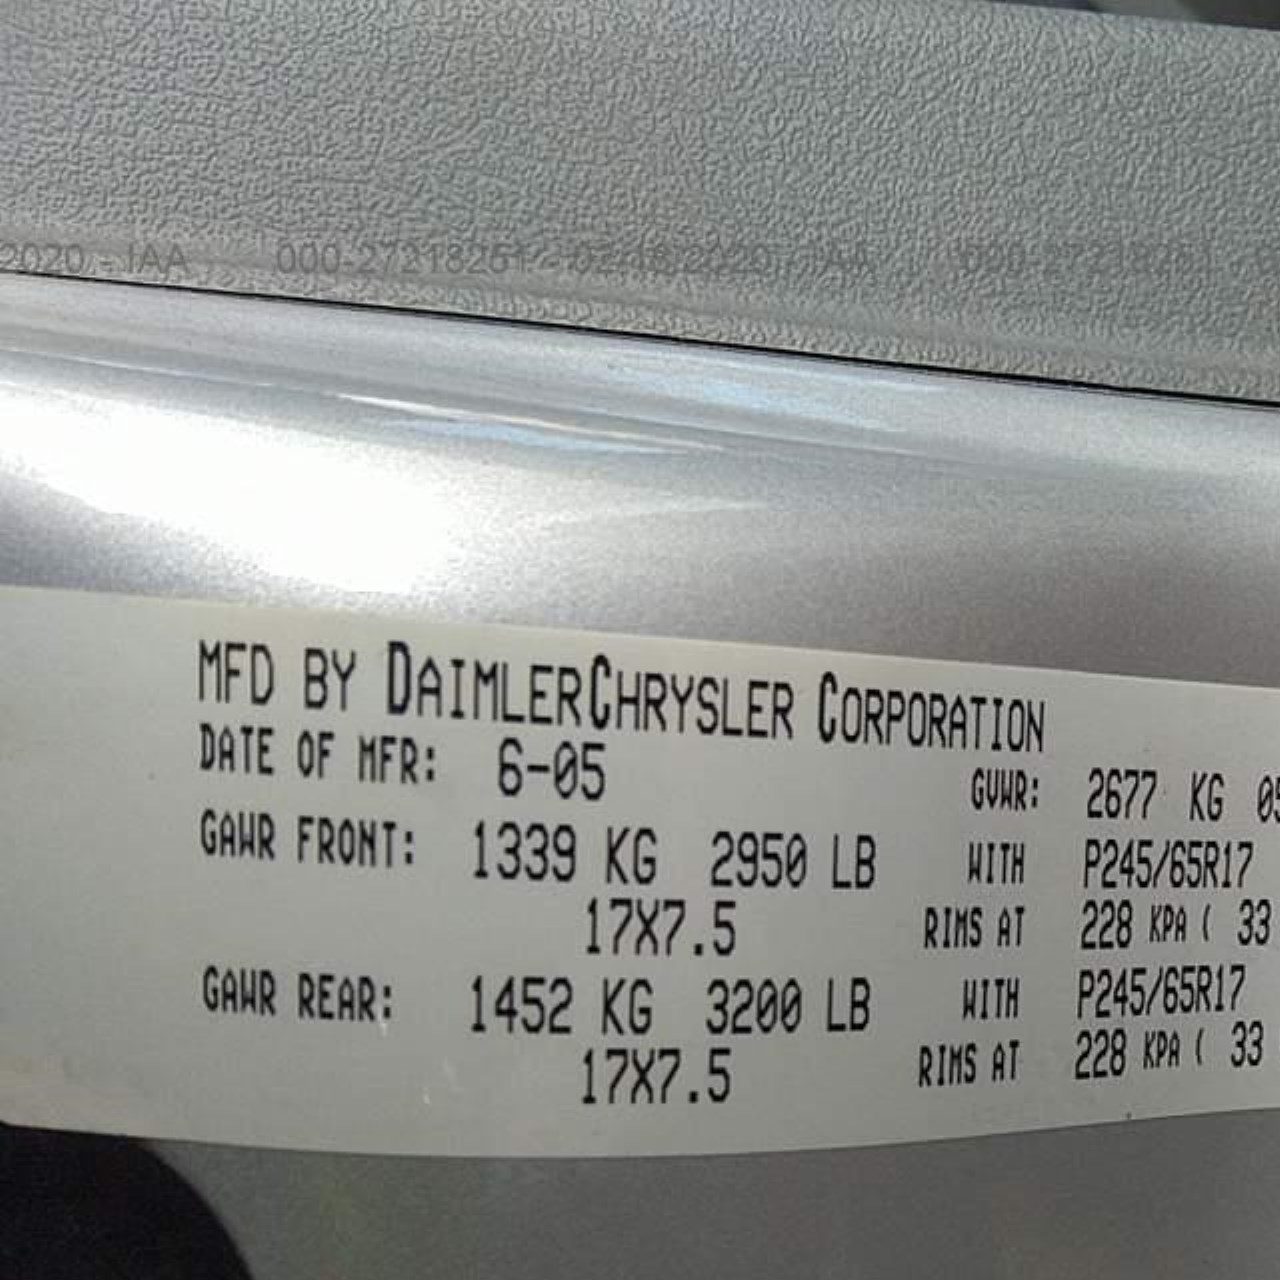 2020 - IAA 000-27213261 - 02/18/2020 - IAA
MFD BY DAIMLERCHRYSLER CORPORATION
DATE OF MFR: 6-05 GVWR: 2677 KG 05
GAWR FRONT: 1339 KG 2950 LB WITH P245/65R17
17X7.5 RIMS AT 228 KPA ( 33
GAWR REAR: 1452 KG 3200 LB WITH P245/65R17
17X7.5 RIMS AT 228 KPA ( 33